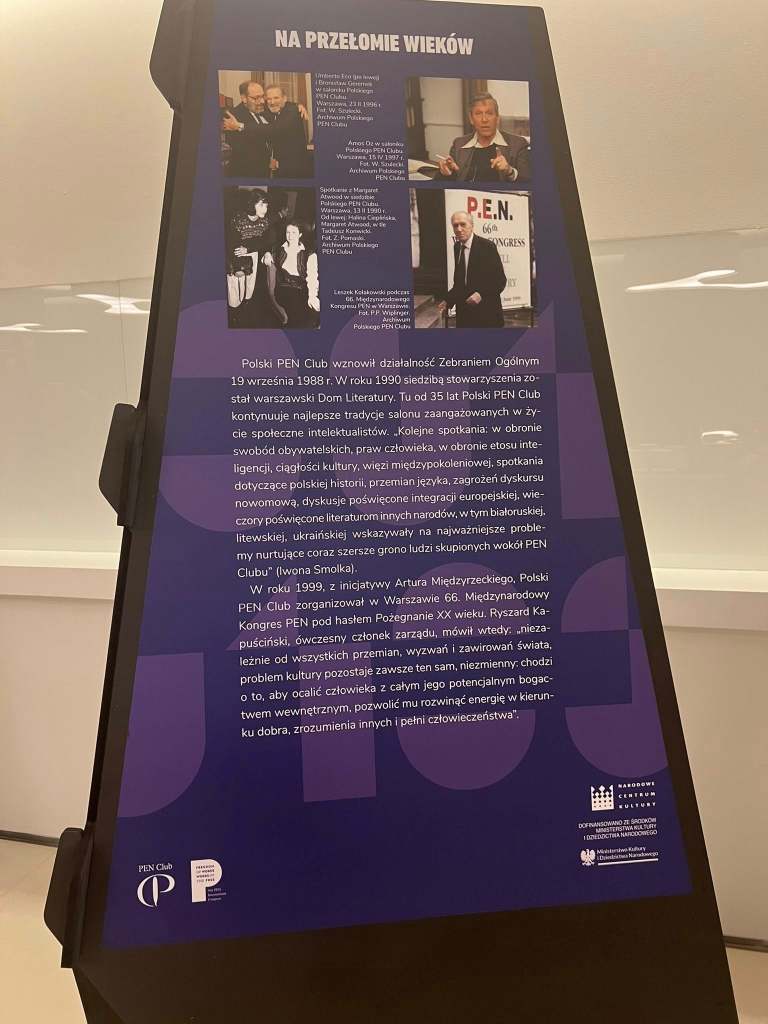 NA PRZEŁOMIE WIEKÓW
Umberto Eco (po lewej)
i Bronisław Geremek
w saloniku Polskiego
PEN Clubu.
Warszawa, 23 II 1996 r.
Fot. W. Szulecki.
Archiwum Polskiego
PEN Clubu
Amos Oz w saloniku
Polskiego PEN Clubu.
Warszawa, 15 IV 1997 r.
Fot. W. Szulecki.
Archiwum Polskiego
PEN Clubu
Spotkanie z Margaret
Atwood w siedzibie
Polskiego PEN Clubu.
Warszawa, 13 II 1990 r.
Od lewej: Halina Cieplińska,
Margaret Atwood, w tle
Tadeusz Konwicki.
Fot. Z. Pomaski.
Archiwum Polskiego
PEN Clubu
P.E.N.
66th
CONGRESS
Leszek Kołakowski podczas
66. Międzynarodowego
Kongresu PEN w Warszawie.
Fot. P.P. Wiplinger.
Archiwum
Polskiego PEN Clubu
Polski PEN Club wznowił działalność Zebraniem Ogólnym
19 września 1988 r. W roku 1990 siedzibą stowarzyszenia zo-
stał warszawski Dom Literatury. Tu od 35 lat Polski PEN Club
kontynuuje najlepsze tradycje salonu zaangażowanych w ży-
cie społeczne intelektualistów. „Kolejne spotkania: w obronie
swobód obywatelskich, praw człowieka, w obronie etosu inte-
ligencji, ciągłości kultury, więzi międzypokoleniowej, spotkania
dotyczące polskiej historii, przemian języka, zagrożeń dyskursu
nowomową, dyskusje poświęcone integracji europejskiej, wie-
czory poświęcone literaturom innych narodów, w tym białoruskiej,
litewskiej, ukraińskiej wskazywały na najważniejsze proble-
my nurtujące coraz szersze grono ludzi skupionych wokół PEN
Clubu” (Iwona Smolka).
W roku 1999, z inicjatywy Artura Międzyrzeckiego, Polski
PEN Club zorganizował w Warszawie 66. Międzynarodowy
Kongres PEN pod hasłem Pożegnanie XX wieku. Ryszard Ka-
puściński, ówczesny członek zarządu, mówił wtedy: „nieza-
leżnie od wszystkich przemian, wyzwań i zawirowań świata,
problem kultury pozostaje zawsze ten sam, niezmienny: chodzi
o to, aby ocalić człowieka z całym jego potencjalnym bogac-
twem wewnętrznym, pozwolić mu rozwinąć energię w kierun-
ku dobra, zrozumienia innych i pełni człowieczeństwa”.
NARODOWE
CENTRUM
KULTURY
DOFINANSOWANO ZE ŚRODKÓW
MINISTERSTWA KULTURY
I DZIEDZICTWA NARODOWEGO
Ministerstwo Kultury
i Dziedzictwa Narodowego
PEN Club